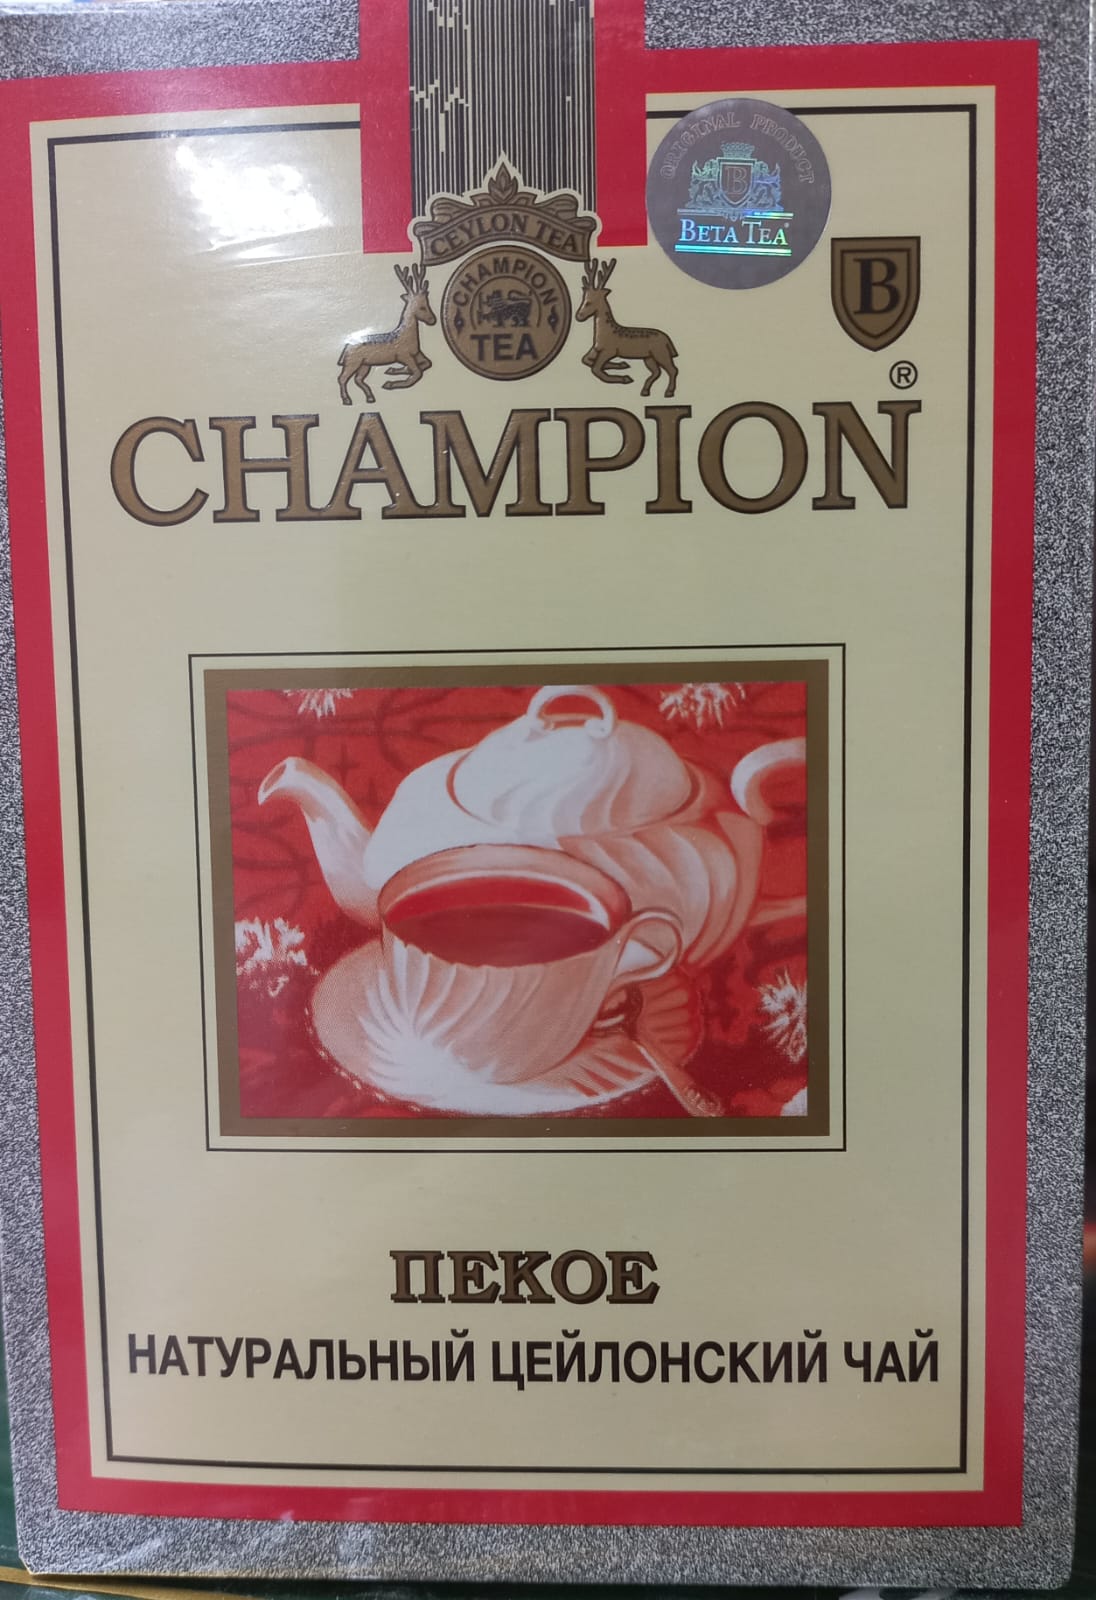 ORIGINAL PRODUCT
B
BETA TEA
CEYLON TEA
CHAMPION
TEA
B
®
CHAMPION
ПЕКОЕ
НАТУРАЛЬНЫЙ ЦЕЙЛОНСКИЙ ЧАЙ